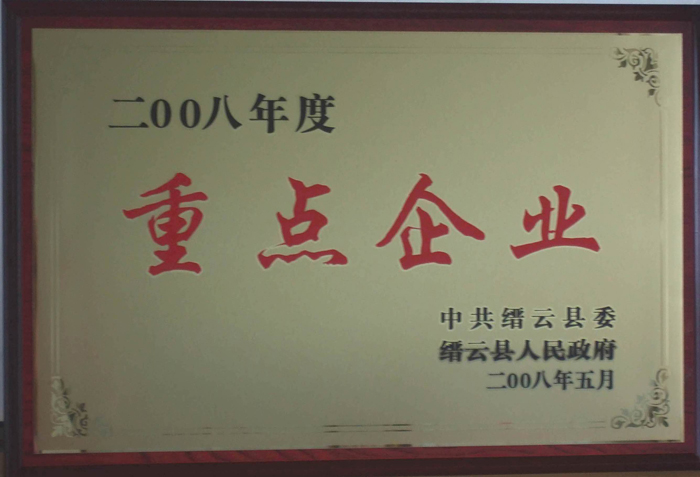 二00八年度
重点企业
中共缙云县委
缙云县人民政府
二00八年五月